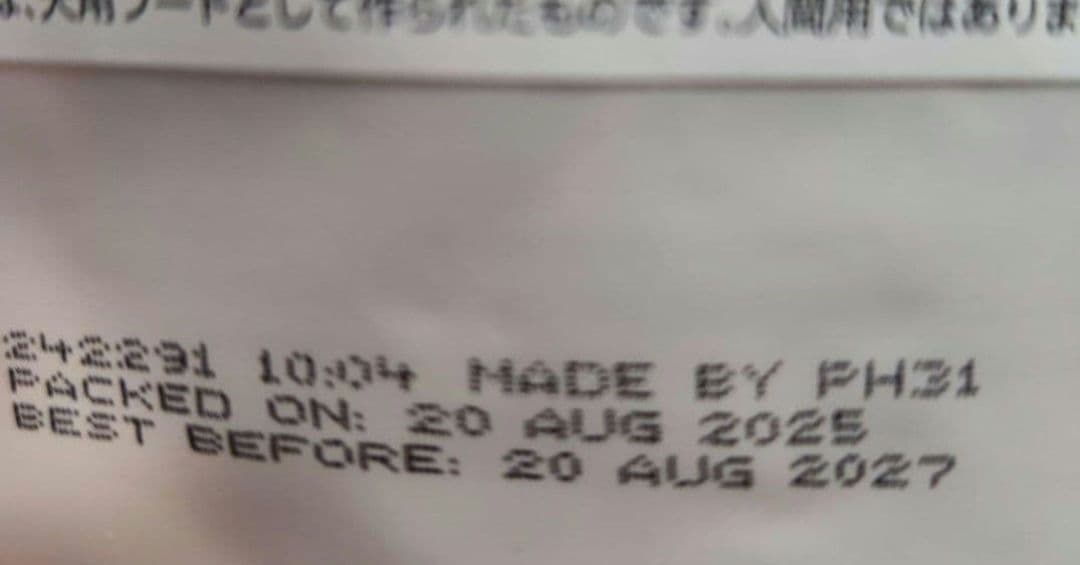 犬用フードとして作られたものです。人間用ではありま
242291 10:04 MADE BY PH31
PACKED ON: 20 AUG 2025
BEST BEFORE: 20 AUG 2027